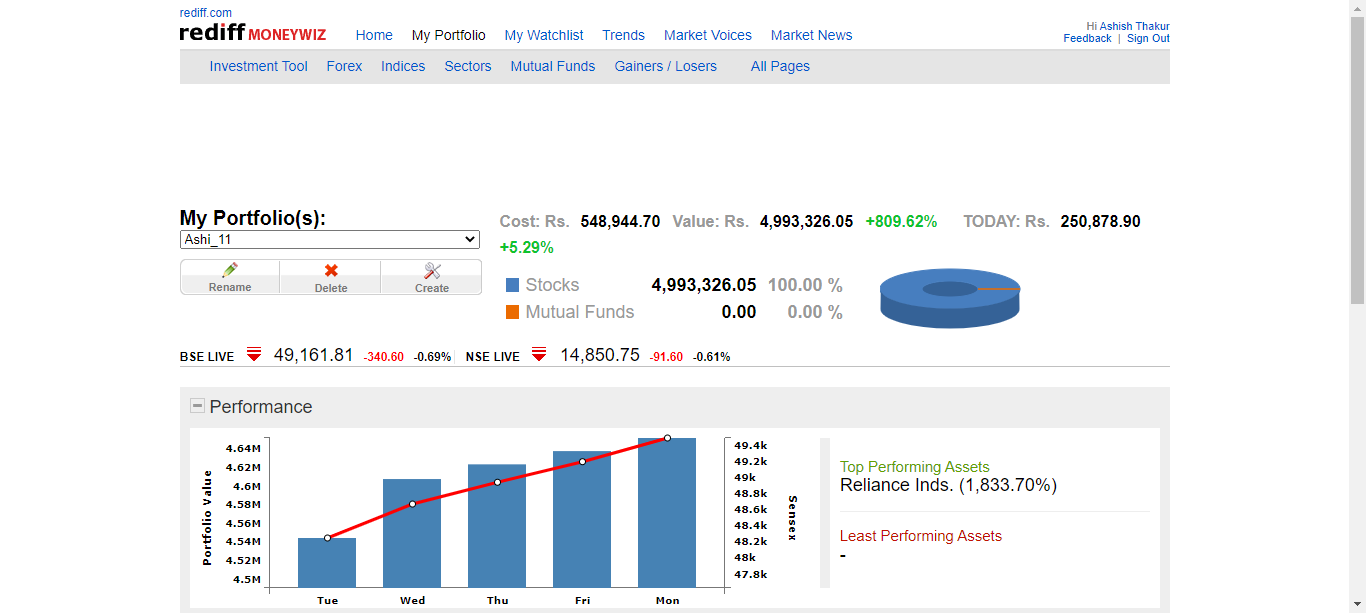 rediff.com
rediff MONEYWIZ Home My Portfolio My Watchlist Trends Market Voices Market News
Hi Ashish Thakur
Feedback | Sign Out
Investment Tool Forex Indices Sectors Mutual Funds Gainers / Losers All Pages
My Portfolio(s):
Ashi_11
Rename Delete Create
Cost: Rs. 548,944.70 Value: Rs. 4,993,326.05 +809.62% TODAY: Rs. 250,878.90
+5.29%
Stocks 4,993,326.05 100.00 %
Mutual Funds 0.00 0.00 %
BSE LIVE 49,161.81 -340.60 -0.69% NSE LIVE 14,850.75 -91.60 -0.61%
Performance
Portfolio Value
4.64M
4.62M
4.6M
4.58M
4.56M
4.54M
4.52M
4.5M
Tue Wed Thu Fri Mon
49.4k
49.2k
49k
48.8k
48.6k
48.4k
48.2k
48k
47.8k
Sensex
Top Performing Assets
Reliance Inds. (1,833.70%)
Least Performing Assets
-